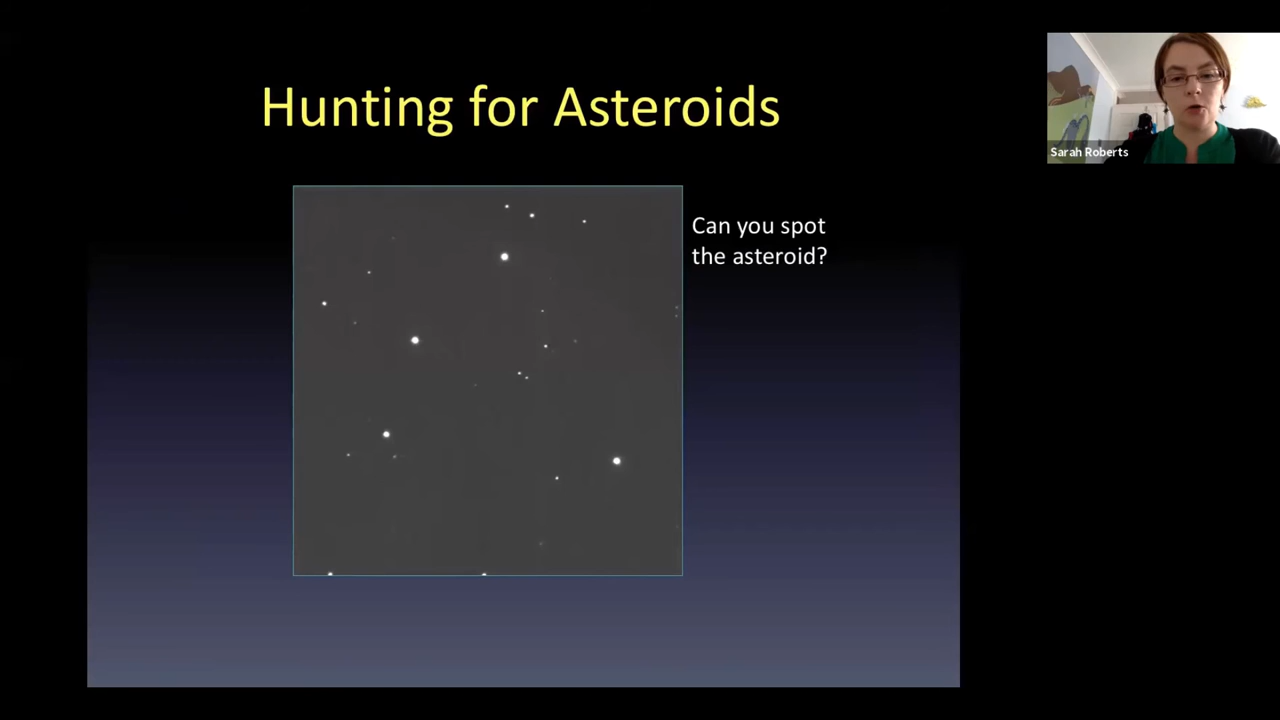 Hunting for Asteroids
Can you spot
the asteroid?
Sarah Roberts